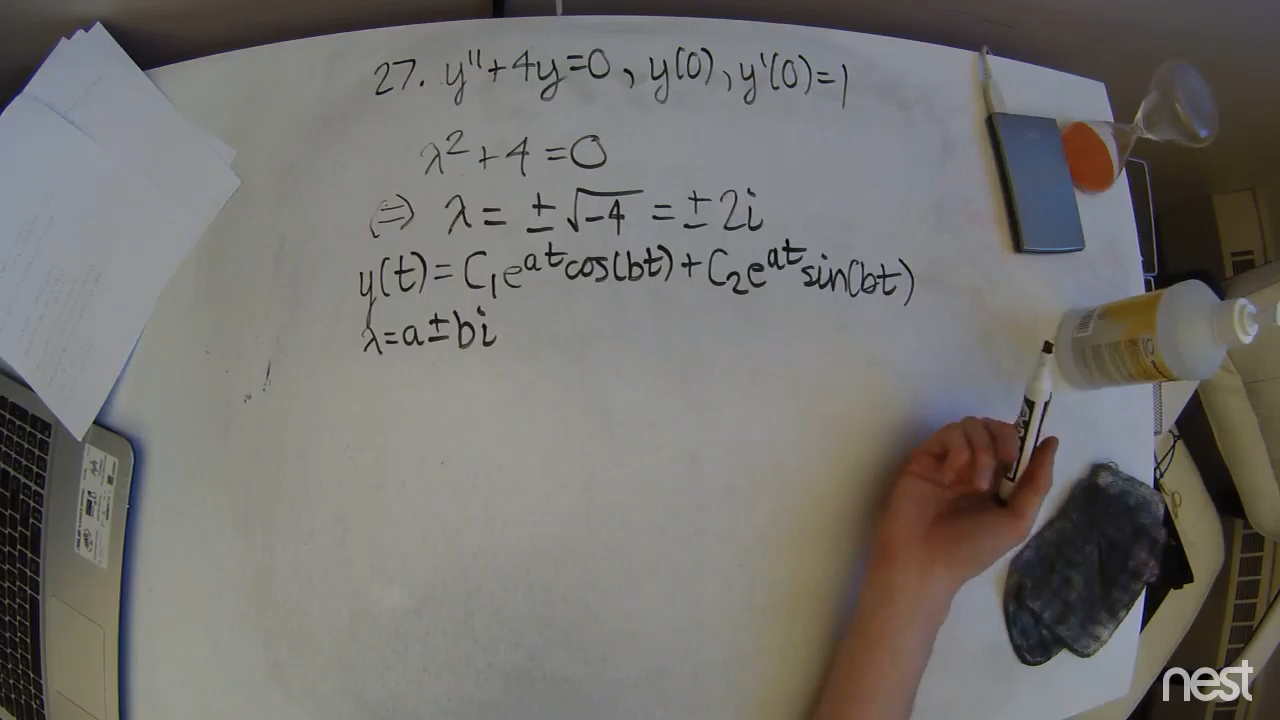 27. y''+4y=0, y(0), y'(0)=1
λ²+4=0
⇒ λ = ±√-4 = ±2i
y(t)=C₁e^{at}cos(bt)+C₂e^{at}sin(bt)
λ=a±bi
nest